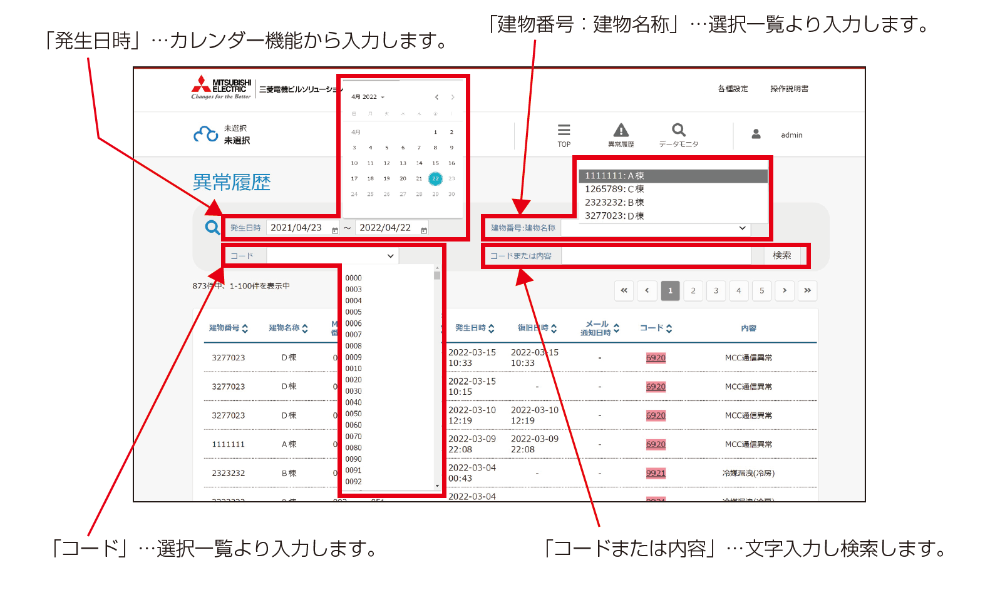 「建物番号：建物名称」…選択一覧より入力します。
「発生日時」…カレンダー機能から入力します。
MITSUBISHI
ELECTRIC
Changes for the Better
三菱電機ビルソリューション
各種設定 操作説明書
未選択
未選択
TOP 異常履歴 データモニタ admin
4月 2022
日 月 火 水 木 金
4月 1 2
3 4 5 6 7 8 9
10 11 12 13 14 15 16
17 18 19 20 21 22 23
24 25 26 27 28 29 30
異常履歴
1111111:A棟
1265789:C棟
2323232:B棟
3277023:D棟
発生日時 2021/04/23 ～ 2022/04/22
建物番号:建物名称
コード
コードまたは内容 検索
0000
0003
0004
0005
0006
0007
0008
0009
0010
0020
0030
0040
0050
0060
0070
0080
0090
0091
0092
873件中、1-100件を表示中
« ‹ 1 2 3 4 5 › »
建物番号 建物名称 M 発生日時 復旧日時 メール コード 内容
番 通知日時
3277023 D棟 0 2022-03-15 10:33 2022-03-15 10:33 - 6920 MCC通信異常
3277023 D棟 0 2022-03-15 10:15 - - 6920 MCC通信異常
3277023 D棟 0 2022-03-10 12:19 2022-03-10 12:19 - 6920 MCC通信異常
1111111 A棟 0 2022-03-09 22:08 2022-03-09 22:08 - 6920 MCC通信異常
2323232 B棟 0 2022-03-04 00:43 - - 9921 冷媒漏洩(冷房)
2022-03-04
「コード」…選択一覧より入力します。
「コードまたは内容」…文字入力し検索します。